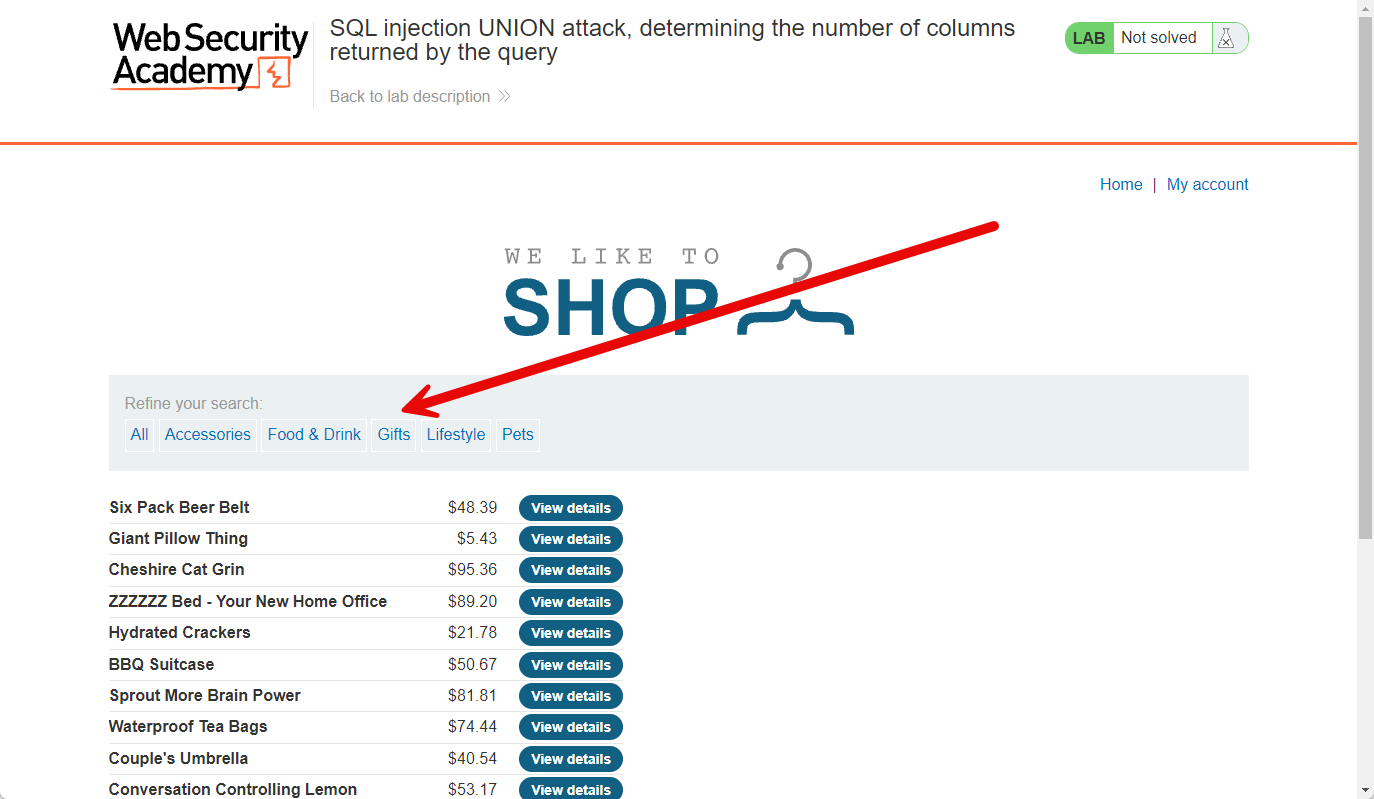 Web Security
Academy
SQL injection UNION attack, determining the number of columns
returned by the query
Back to lab description
LAB Not solved
Home | My account
WE LIKE TO
SHOP
Refine your search:
All Accessories Food & Drink Gifts Lifestyle Pets
Six Pack Beer Belt $48.39 View details
Giant Pillow Thing $5.43 View details
Cheshire Cat Grin $95.36 View details
ZZZZZZ Bed - Your New Home Office $89.20 View details
Hydrated Crackers $21.78 View details
BBQ Suitcase $50.67 View details
Sprout More Brain Power $81.81 View details
Waterproof Tea Bags $74.44 View details
Couple's Umbrella $40.54 View details
Conversation Controlling Lemon $53.17 View details